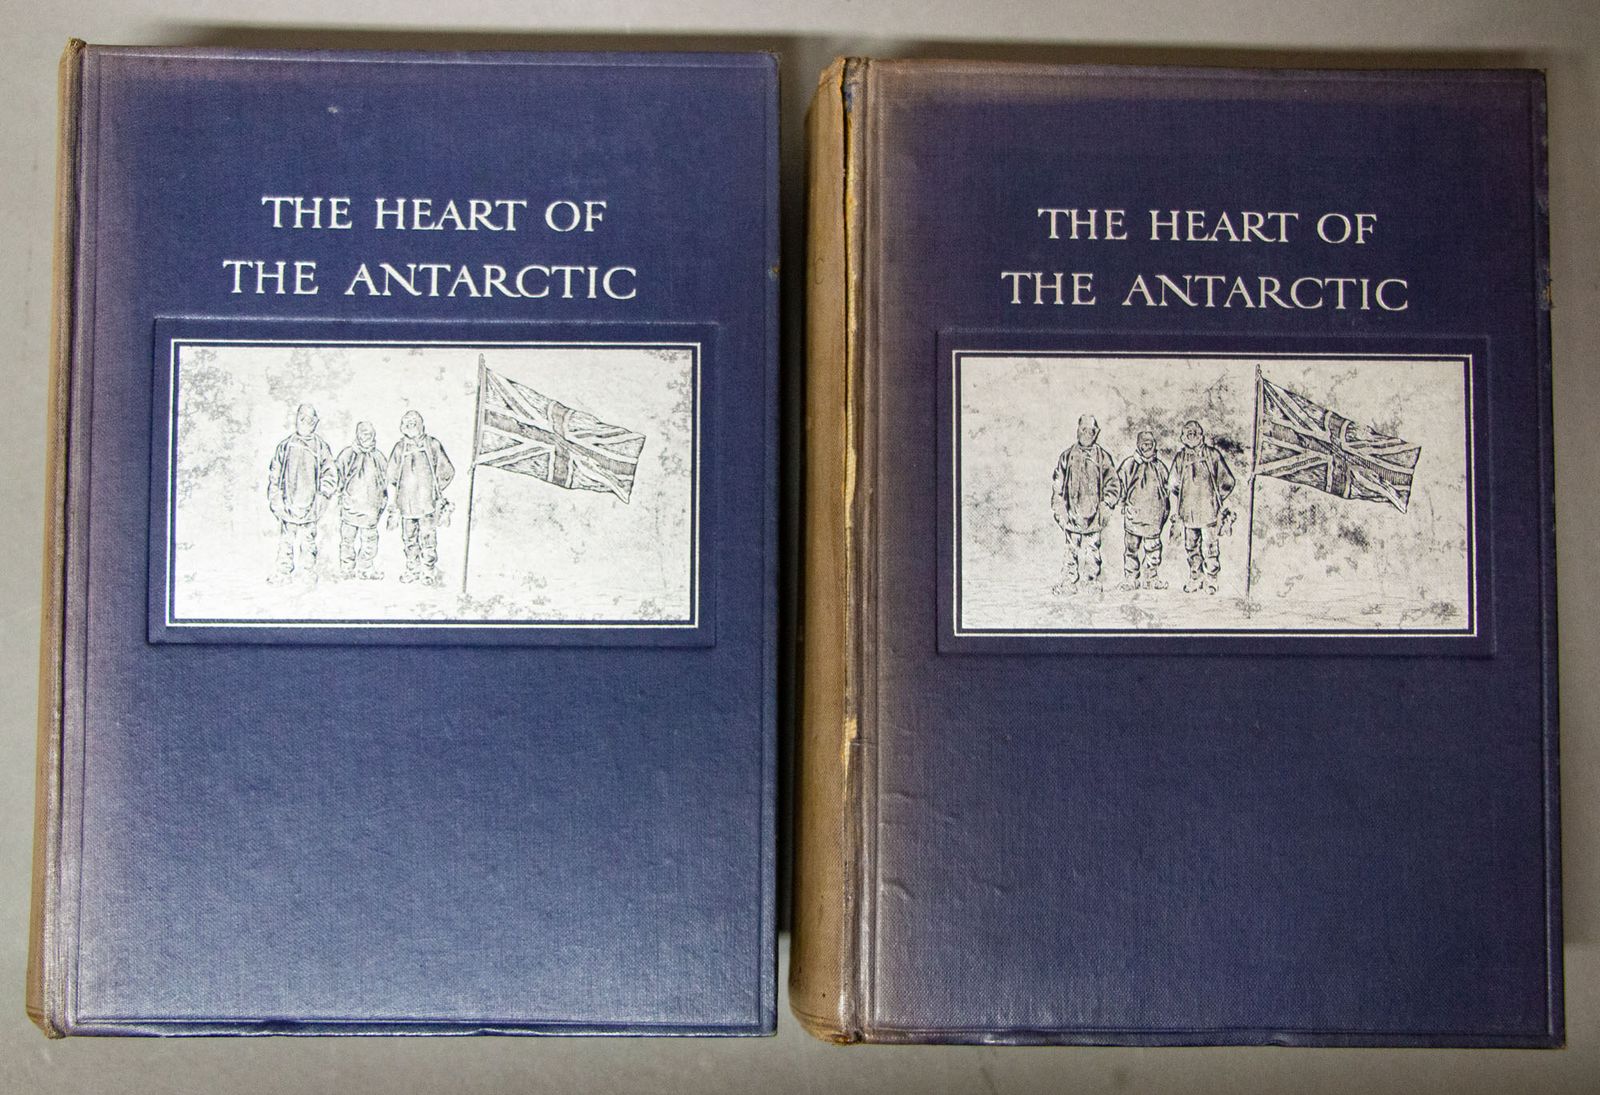 THE HEART OF
THE ANTARCTIC
THE HEART OF
THE ANTARCTIC